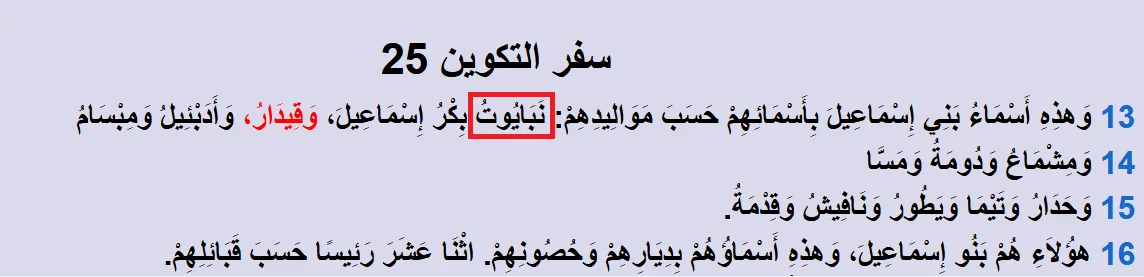 سفر التكوين 25
13 وَهذِهِ أَسْمَاءُ بَنِي إِسْمَاعِيلَ بِأَسْمَائِهِمْ حَسَبَ مَوَالِيدِهِمْ: نَبَايُوتُ بِكْرُ إِسْمَاعِيلَ، وَقِيدَارُ، وَأَدَبْئِيلُ وَمِبْسَامُ
14 وَمِشْمَاعُ وَدُومَةُ وَمَسَّا
15 وَحَدَارُ وَتَيْمَا وَيَطُورُ وَنَافِيشُ وَقِدْمَةُ.
16 هؤُلاَءِ هُمْ بَنُو إِسْمَاعِيلَ، وَهذِهِ أَسْمَاؤُهُمْ بِدِيَارِهِمْ وَحُصُونِهِمْ. اثْنَا عَشَرَ رَئِيسًا حَسَبَ قَبَائِلِهِمْ.